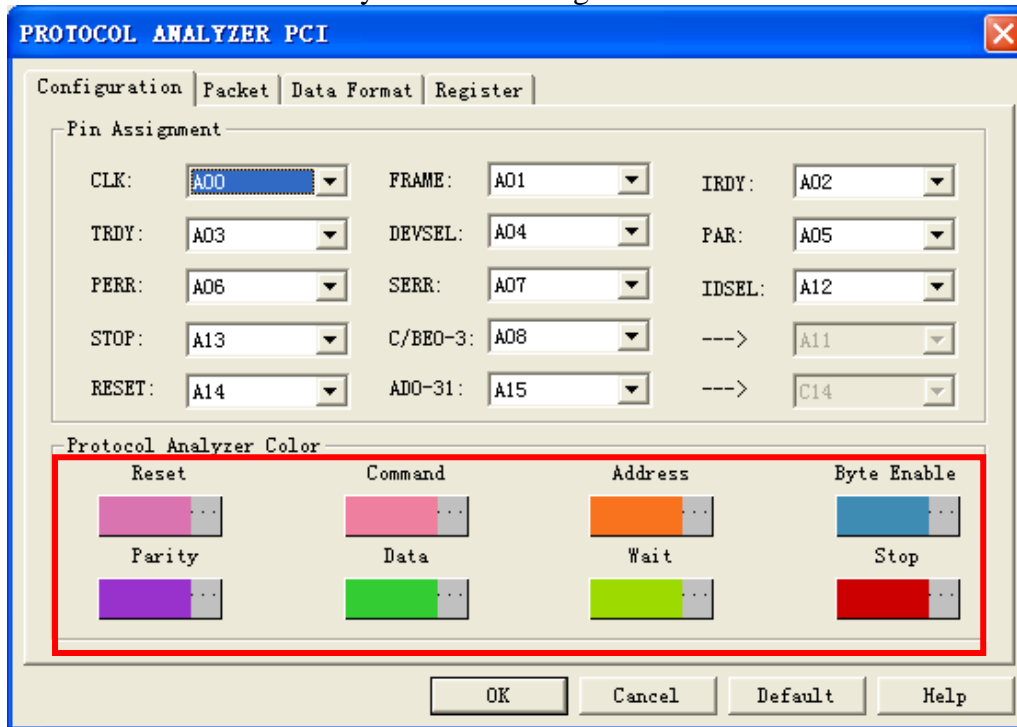 PROTOCOL ANALYZER PCI
Configuration Packet Data Format Register
Pin Assignment
CLK: A00 FRAME: A01 IRDY: A02
TRDY: A03 DEVSEL: A04 PAR: A05
PERR: A06 SERR: A07 IDSEL: A12
STOP: A13 C/BE0-3: A08 ---> A11
RESET: A14 AD0-31: A15 ---> C14
Protocol Analyzer Color
Reset Command Address Byte Enable
... ... ... ...
Parity Data Wait Stop
... ... ... ...
OK Cancel Default Help